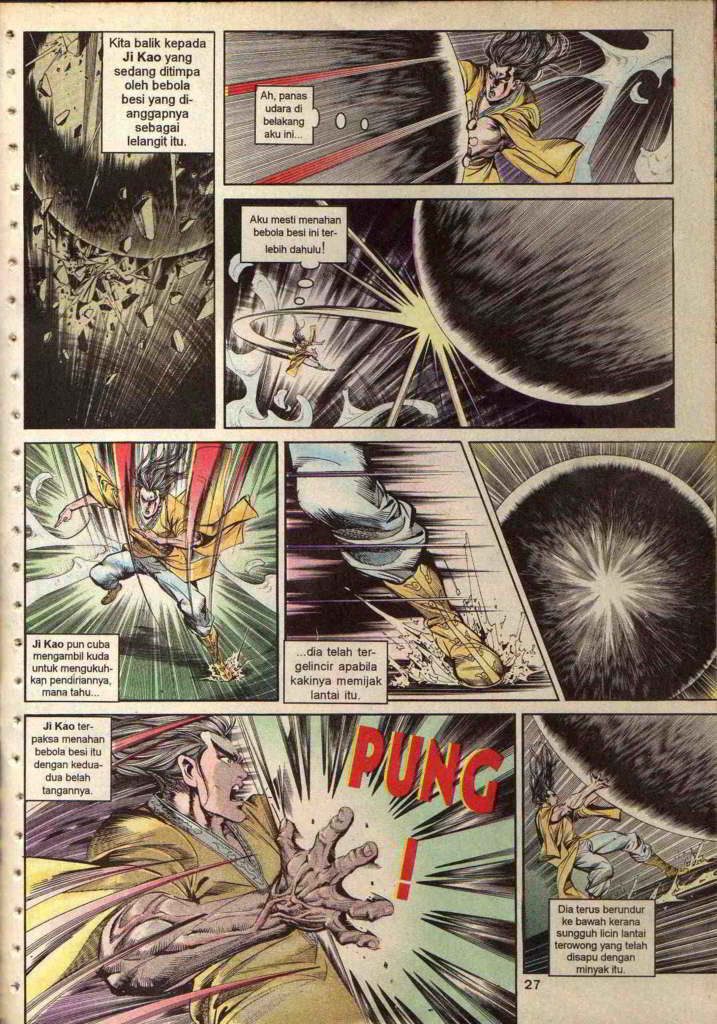 Kita balik kepada
Ji Kao yang
sedang ditimpa
oleh bebola
besi yang di-
anggapnya
sebagai
lelangit itu.
Ah, panas
udara di
belakang
aku ini...
Aku mesti menahan
bebola besi ini ter-
lebih dahulu!
Ji Kao pun cuba
mengambil kuda
untuk mengukuh-
kan pendiriannya,
mana tahu...
...dia telah ter-
gelincir apabila
kakinya memijak
lantai itu.
Ji Kao ter-
paksa menahan
bebola besi itu
dengan kedua-
dua belah
tangannya.
PUNG
!
Dia terus berundur
ke bawah kerana
sungguh licin lantai
terowong yang telah
disapu dengan
minyak itu.
27